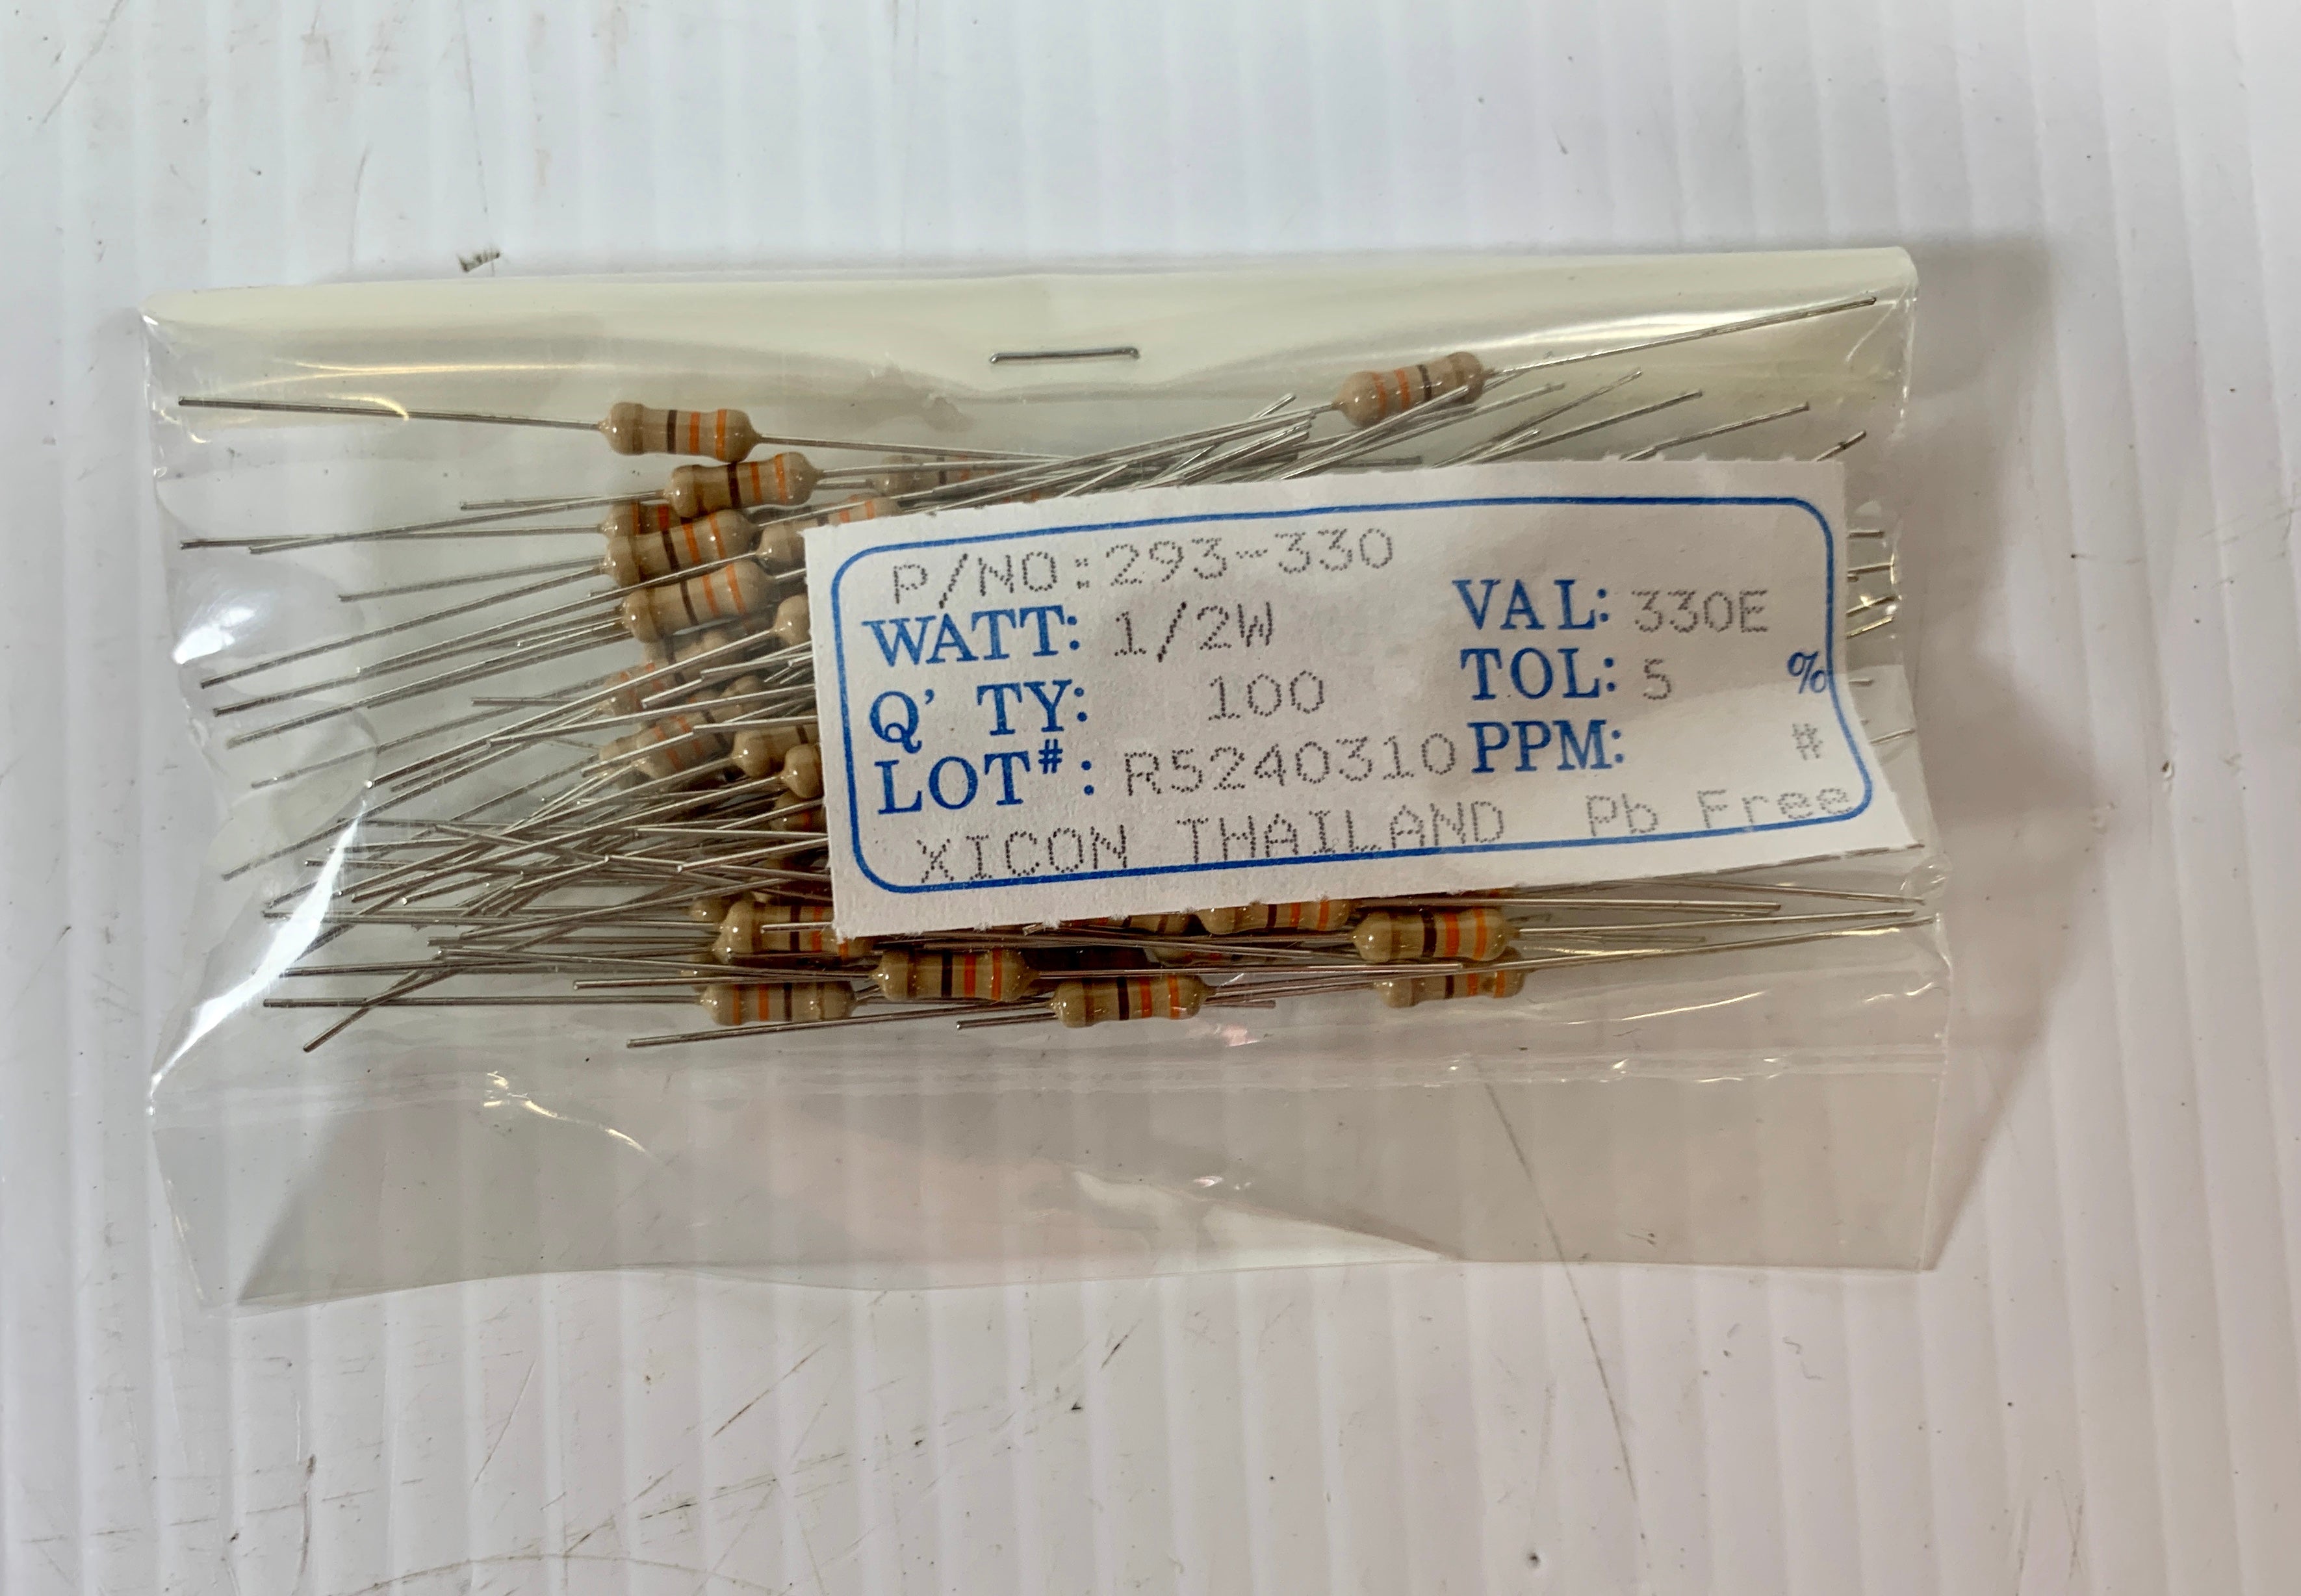 P/NO:293-330
WATT: 1/2W VAL: 330E
Q' TY: 100 TOL: 5 %
LOT#: R5240310 PPM: #
XICON THAILAND Pb Free